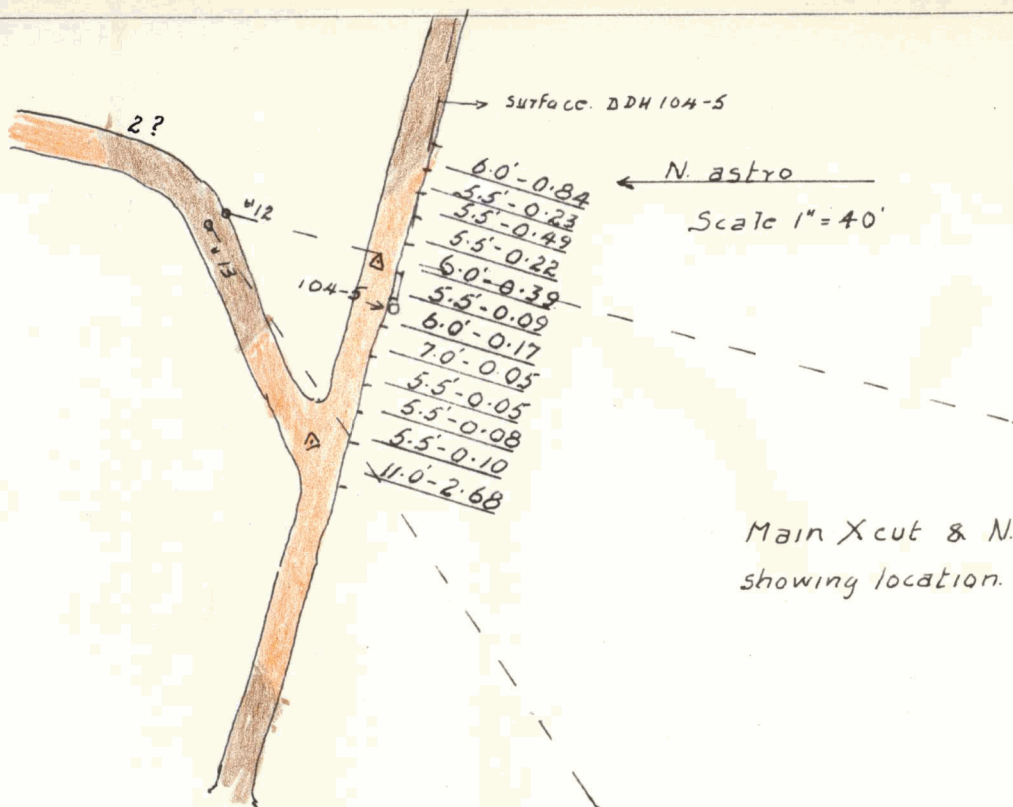 surface. DDH 104-5
2?
#12
#13
104-5
N. astro
Scale 1" = 40'
6.0' - 0.84
5.5' - 0.23
5.5' - 0.49
5.5' - 0.22
6.0' - 0.39
5.5' - 0.09
6.0' - 0.17
7.0' - 0.05
5.5' - 0.05
5.5' - 0.08
5.5' - 0.10
11.0' - 2.68
Main Xcut & N.
showing location.